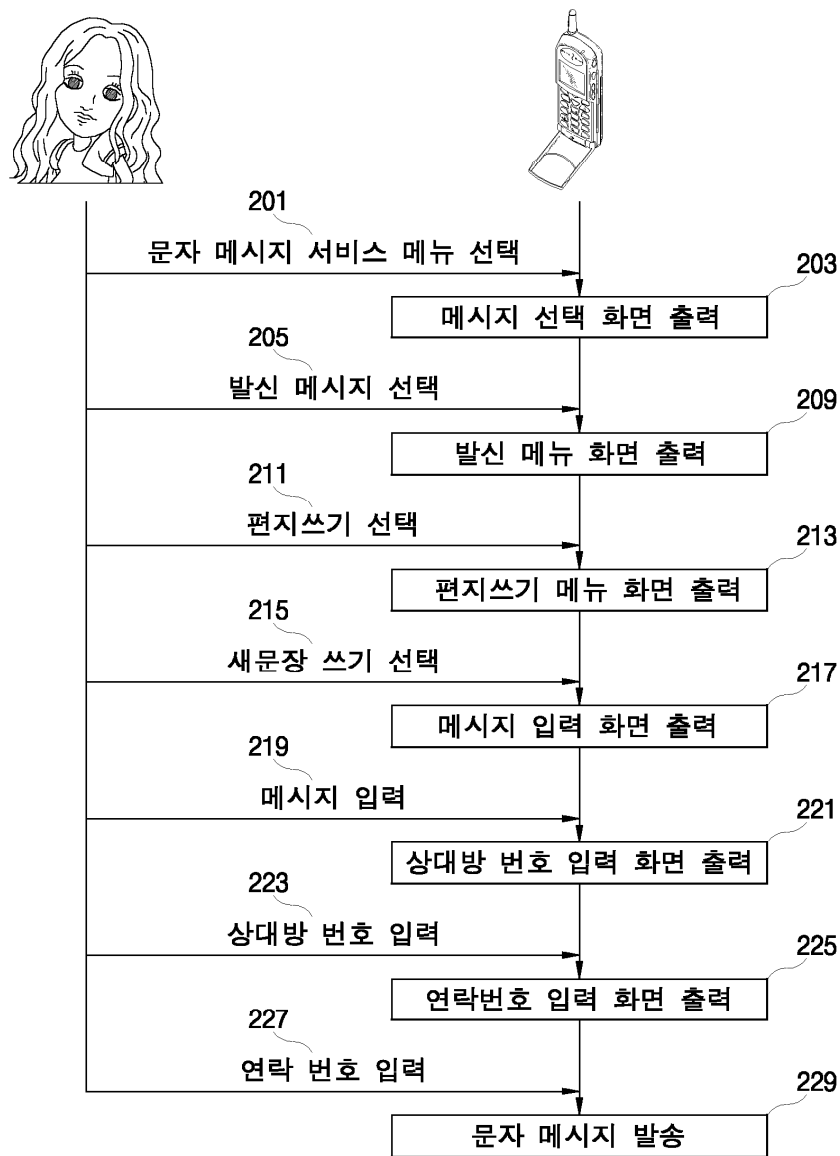 201
문자 메시지 서비스 메뉴 선택
203
메시지 선택 화면 출력
205
발신 메시지 선택
209
발신 메뉴 화면 출력
211
편지쓰기 선택
213
편지쓰기 메뉴 화면 출력
215
새문장 쓰기 선택
217
메시지 입력 화면 출력
219
메시지 입력
221
상대방 번호 입력 화면 출력
223
상대방 번호 입력
225
연락번호 입력 화면 출력
227
연락 번호 입력
229
문자 메시지 발송